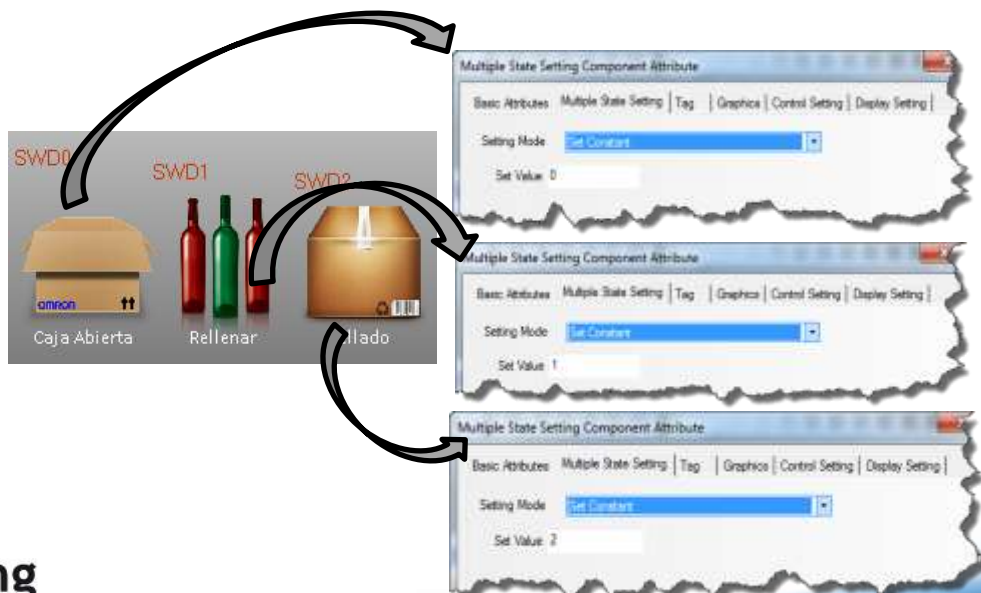 SWD0
SWD1
SWD2
omron
Caja Abierta
Rellenar
llado
Multiple State Setting Component Attribute
Basic Attributes Multiple State Setting Tag Graphics Control Setting Display Setting
Setting Mode Set Constant
Set Value 0
Multiple State Setting Component Attribute
Basic Attributes Multiple State Setting Tag Graphics Control Setting Display Setting
Setting Mode Set Constant
Set Value 1
Multiple State Setting Component Attribute
Basic Attributes Multiple State Setting Tag Graphics Control Setting Display Setting
Setting Mode Set Constant
Set Value 2
ng